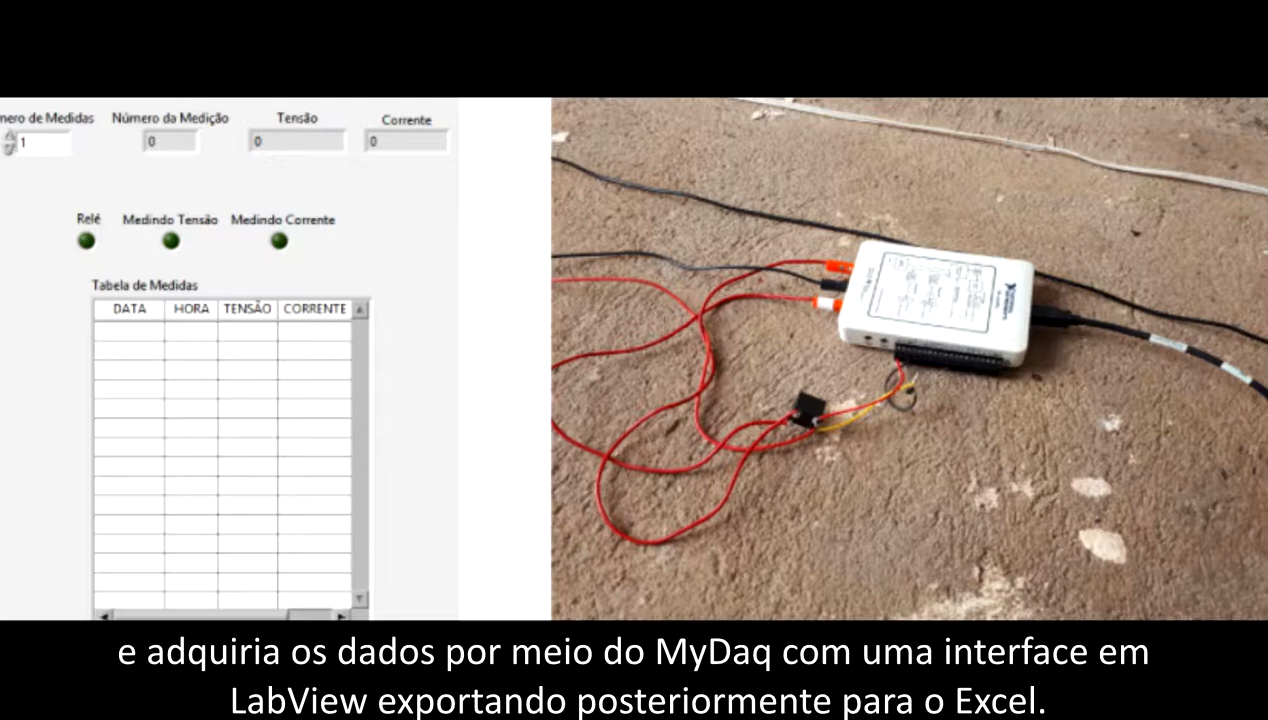 mero de Medidas
Número da Medição
Tensão
Corrente
1
0
0
0
Relé
Medindo Tensão
Medindo Corrente
Tabela de Medidas
DATA
HORA
TENSÃO
CORRENTE
e adquiria os dados por meio do MyDaq com uma interface em
LabView exportando posteriormente para o Excel.